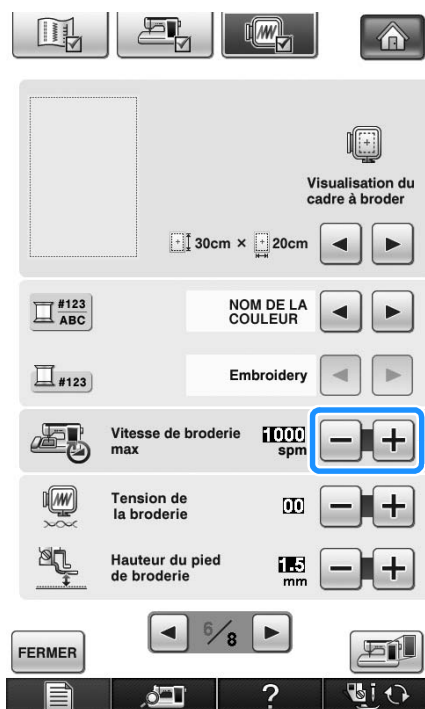 Visualisation du
cadre à broder
30cm × 20cm
#123
ABC
NOM DE LA
COULEUR
#123
Embroidery
Vitesse de broderie
max
1000
spm
Tension de
la broderie
00
Hauteur du pied
de broderie
1.5
mm
FERMER
6/8
?